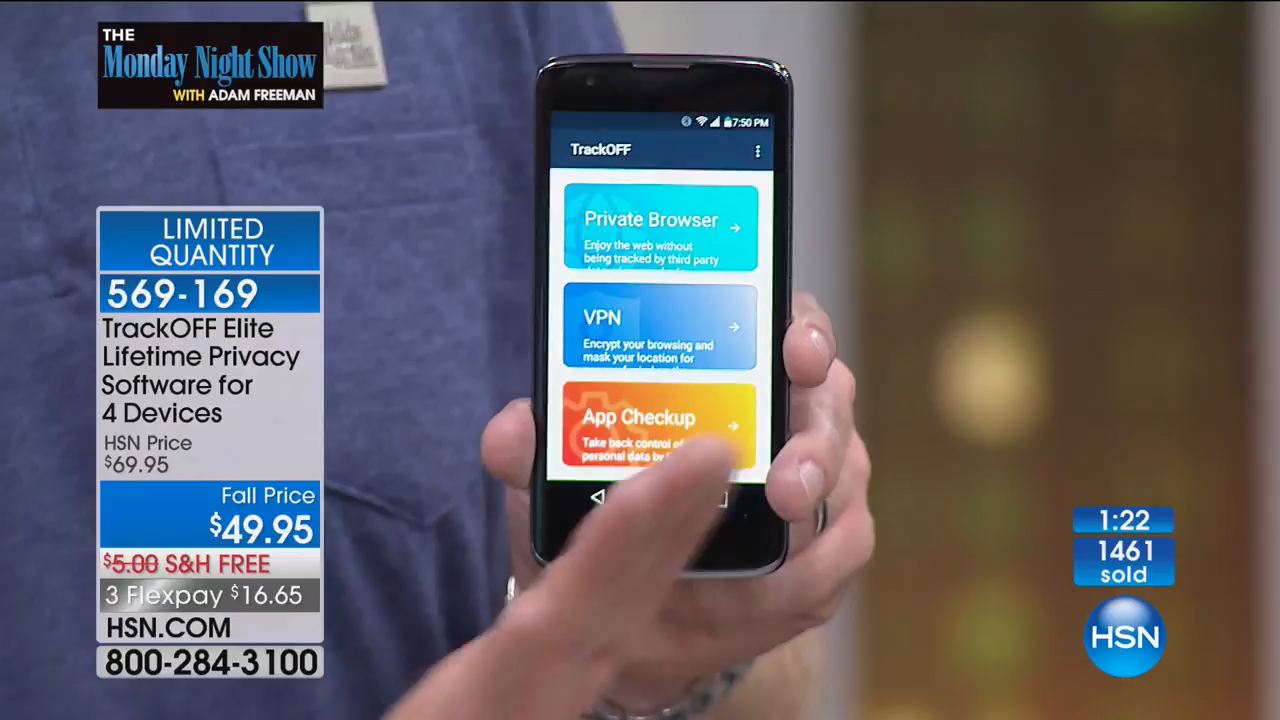 THE
Monday Night Show
WITH ADAM FREEMAN
LIMITED
QUANTITY
569-169
TrackOFF Elite
Lifetime Privacy
Software for
4 Devices
HSN Price
$69.95
Fall Price
$49.95
$5.00 S&H FREE
3 Flexpay $16.65
HSN.COM
800-284-3100
7:50 PM
TrackOFF
Private Browser
Enjoy the web without
being tracked by third party
VPN
Encrypt your browsing and
mask your location for
App Checkup
Take back control of
personal data by
1:22
1461
sold
HSN